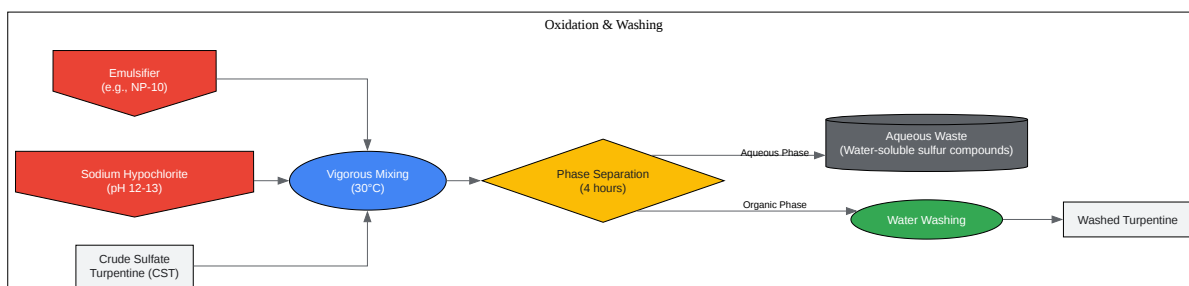 Oxidation & Washing
Emulsifier
(e.g., NP-10)
Sodium Hypochlorite
(pH 12-13)
Crude Sulfate
Turpentine (CST)
Vigorous Mixing
(30°C)
Phase Separation
(4 hours)
Aqueous Phase
Aqueous Waste
(Water-soluble sulfur compounds)
Organic Phase
Water Washing
Washed Turpentine